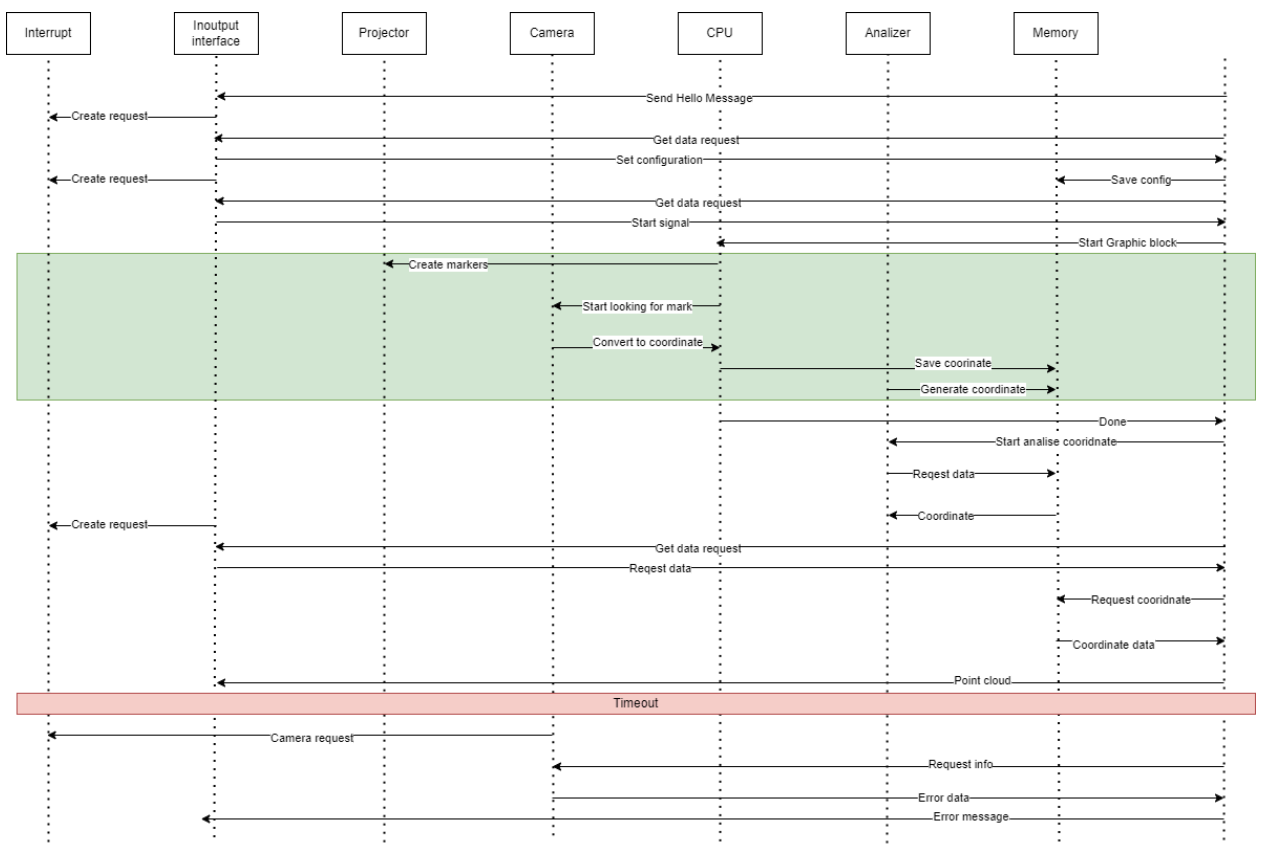 Interrupt
Inoutput
interface
Projector
Camera
CPU
Analizer
Memory
Send Hello Message
Create request
Get data request
Set configuration
Create request
Save config
Get data request
Start signal
Start Graphic block
Create markers
Start looking for mark
Convert to coordinate
Save coorinate
Generate coordinate
Done
Start analise cooridnate
Reqest data
Coordinate
Create request
Get data request
Reqest data
Request cooridnate
Coordinate data
Point cloud
Timeout
Camera request
Request info
Error data
Error message